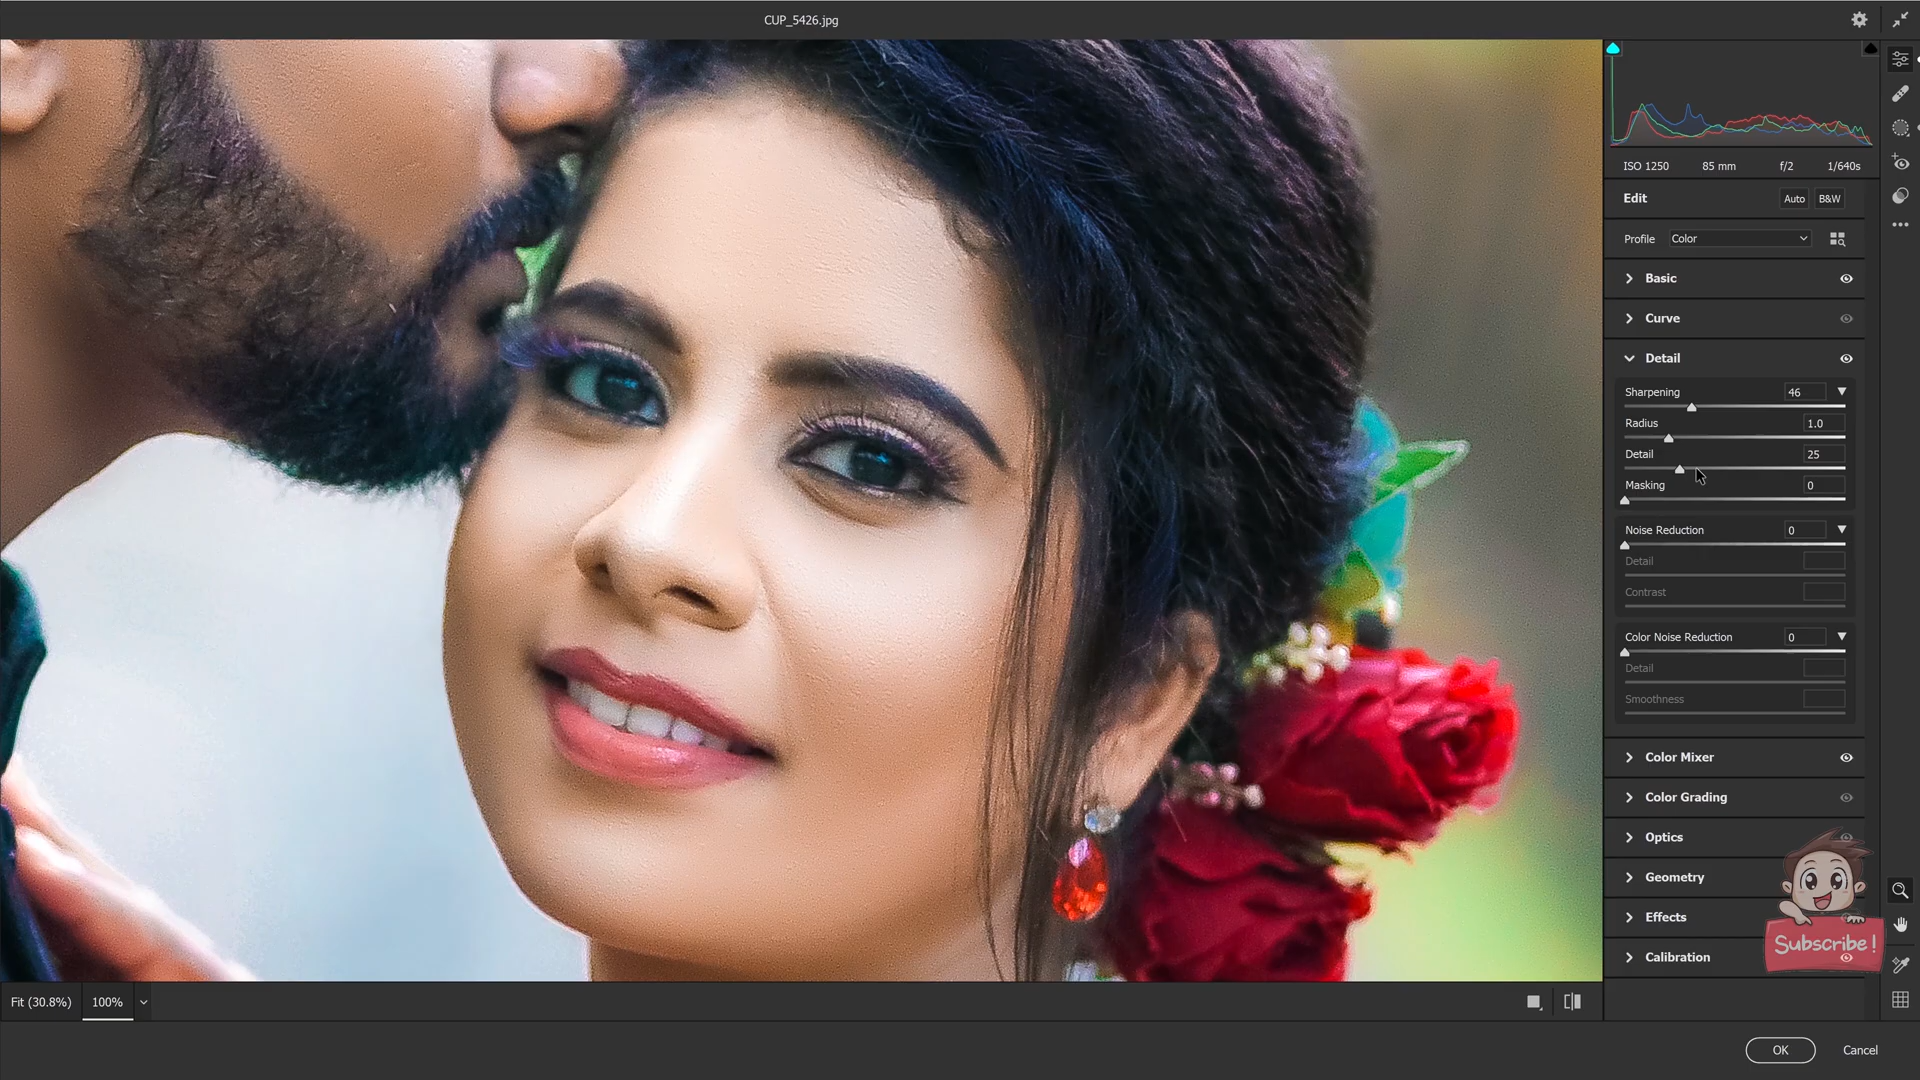 CUP_5426.jpg
ISO 1250 85 mm f/2 1/640s
Edit Auto B&W
Profile Color
Basic
Curve
Detail
Sharpening 46
Radius 1.0
Detail 25
Masking 0
Noise Reduction 0
Detail
Contrast
Color Noise Reduction 0
Detail
Smoothness
Color Mixer
Color Grading
Optics
Geometry
Effects
Subscribe!
Calibration
Fit (30.8%) 100%
OK Cancel